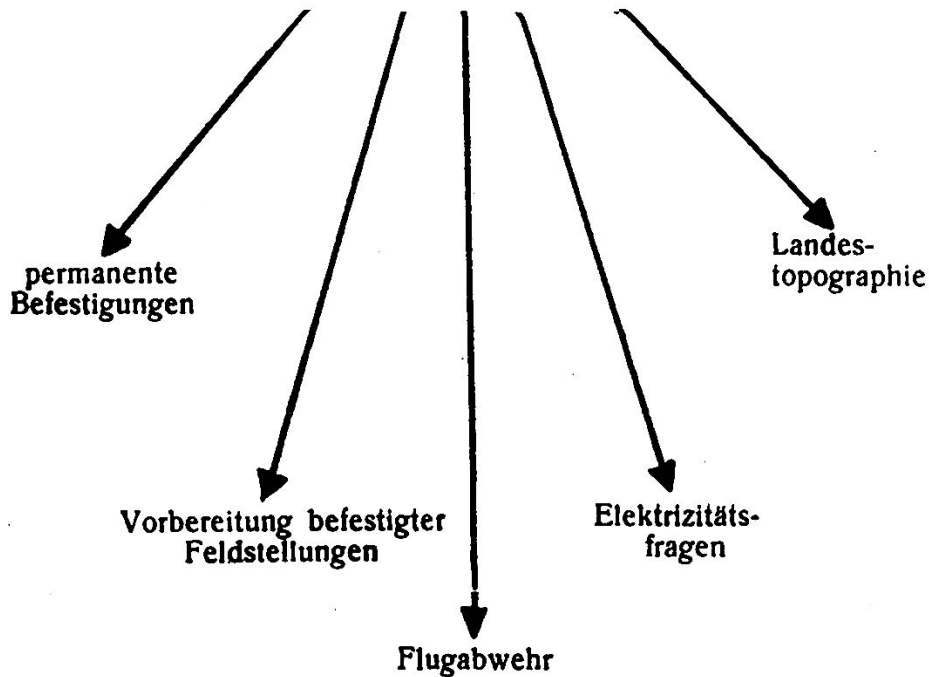 permanente
Befestigungen
Vorbereitung befestigter
Feldstellungen
Flugabwehr
Elektrizitäts-
fragen
Landes-
topographie